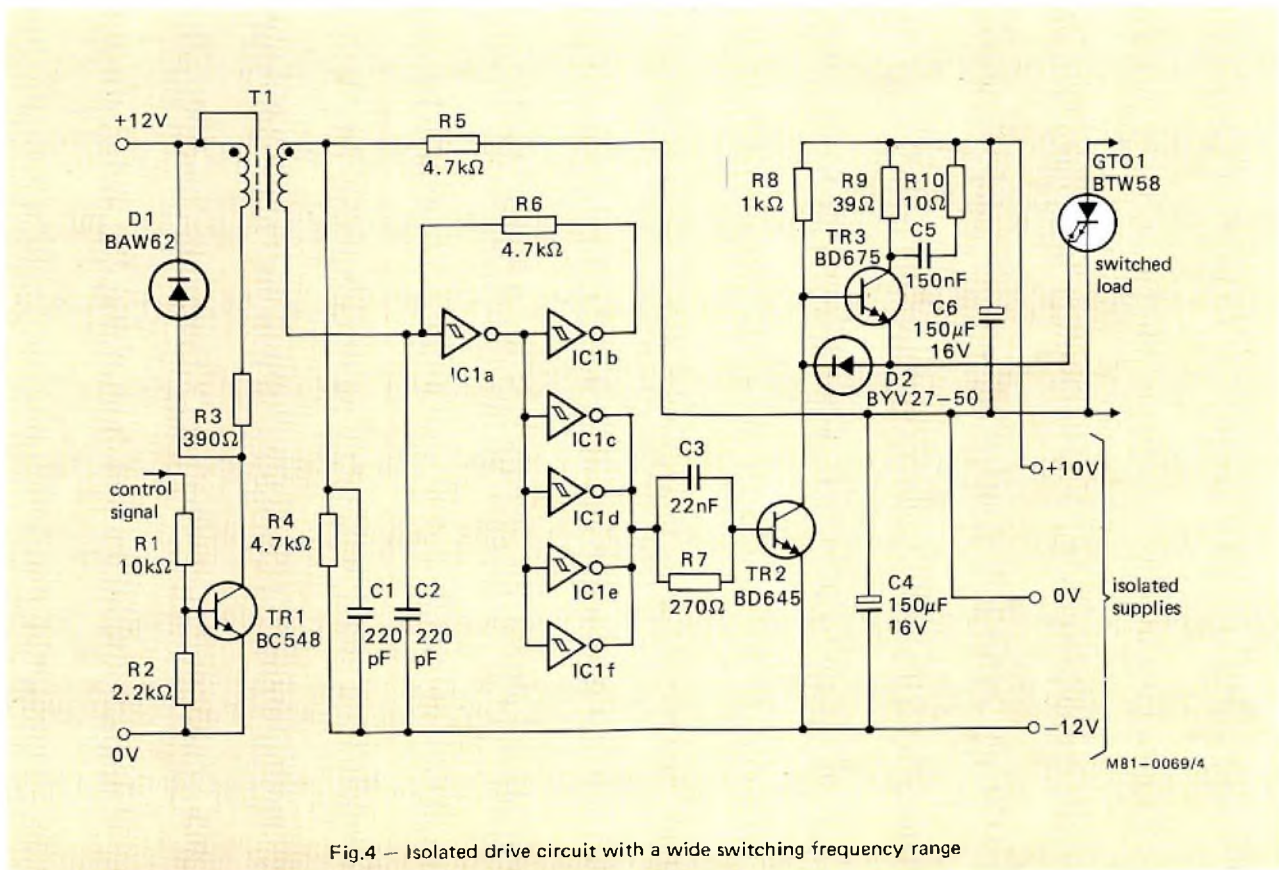 T1
+12V
R5
4.7kΩ
D1
BAW62
R6
4.7kΩ
R8
1kΩ
R9
39Ω
R10
10Ω
GTO1
BTW58
TR3
BD675
C5
150nF
switched
load
C6
150μF
16V
IC1a
IC1b
D2
BYV27-50
R3
390Ω
IC1c
control
signal
C3
22nF
+10V
R1
10kΩ
R4
4.7kΩ
IC1d
R7
270Ω
TR2
BD645
IC1e
C1
220
pF
C2
220
pF
C4
150μF
16V
0V
isolated
supplies
TR1
BC548
IC1f
R2
2.2kΩ
0V
-12V
M81-0069/4
Fig.4 – Isolated drive circuit with a wide switching frequency range